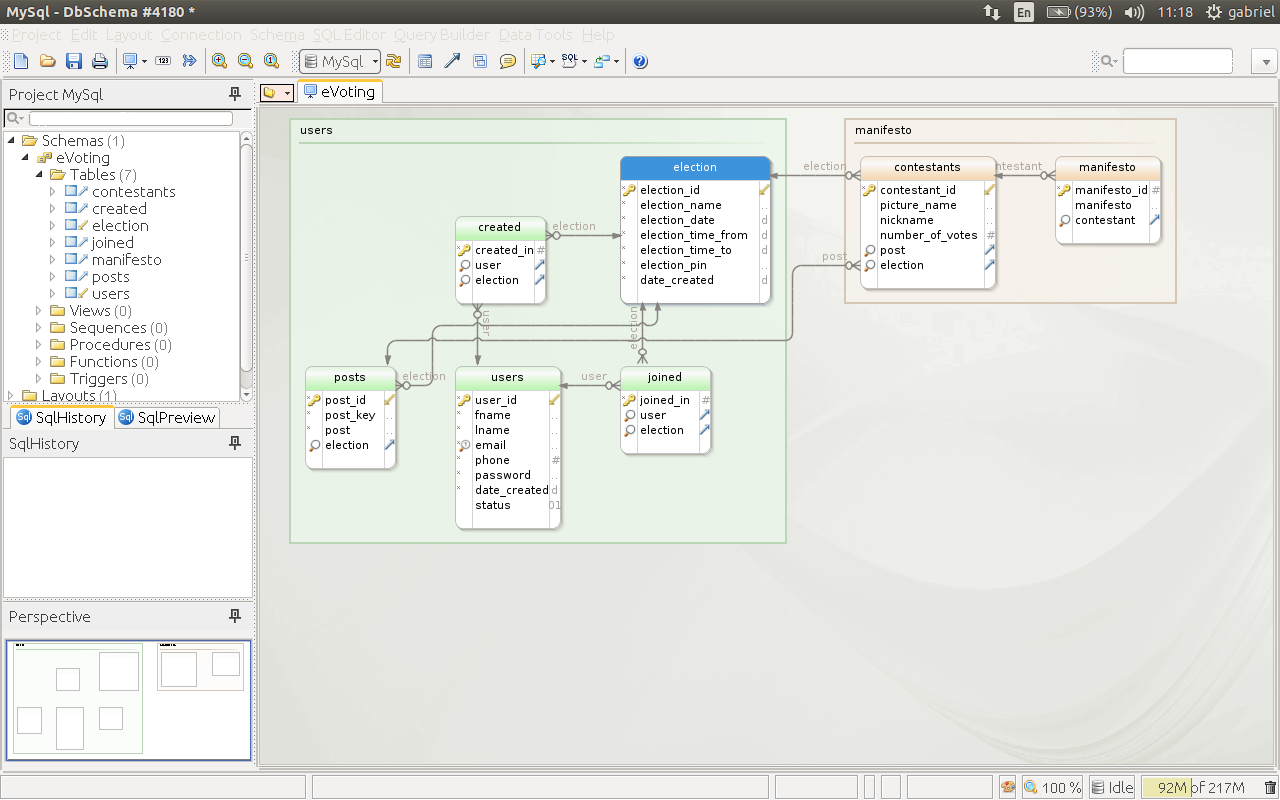 MySql - DbSchema #4180 *
En (93%) 11:18 gabriel
Project Edit Layout Connection Schema SQL Editor Query Builder Data Tools Help
123 MySql SQL
Project MySql
eVoting
Schemas (1)
eVoting
Tables (7)
contestants
created
election
joined
manifesto
posts
users
Views (0)
Sequences (0)
Procedures (0)
Functions (0)
Triggers (0)
Layouts (1)
SqlHistory SqlPreview
SqlHistory
Perspective
users
election
election_id
election_name
election_date d
election_time_from d
election_time_to d
election_pin
date_created d
created
created_in #
user
election
election
user
election
posts
post_id
post_key
post
election
election
users
user_id
fname
lname
email
phone #
password
date_created d
status 01
user
joined
joined_in #
user
election
manifesto
election
contestants
contestant_id
picture_name
nickname
number_of_votes #
post
election
post
ntestant
manifesto
manifesto_id #
manifesto
contestant
100 % Idle 92M of 217M